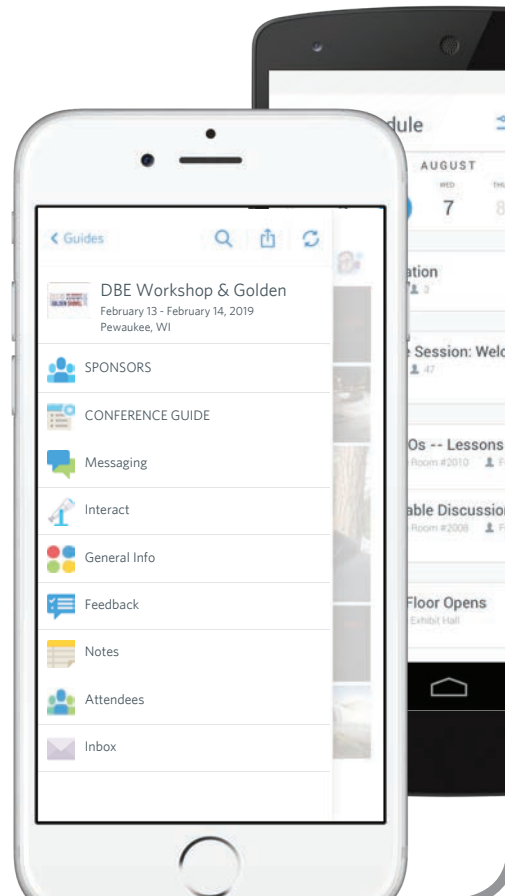 Guides
DBE Workshop & Golden
February 13 - February 14, 2019
Pewaukee, WI
SPONSORS
CONFERENCE GUIDE
Messaging
Interact
General Info
Feedback
Notes
Attendees
Inbox
dule
AUGUST
WED
THU
7
8
ation
3
Session: Welc
47
Os -- Lessons
Room #2010
able Discussion
Room #2008
Floor Opens
Exhibit Hall